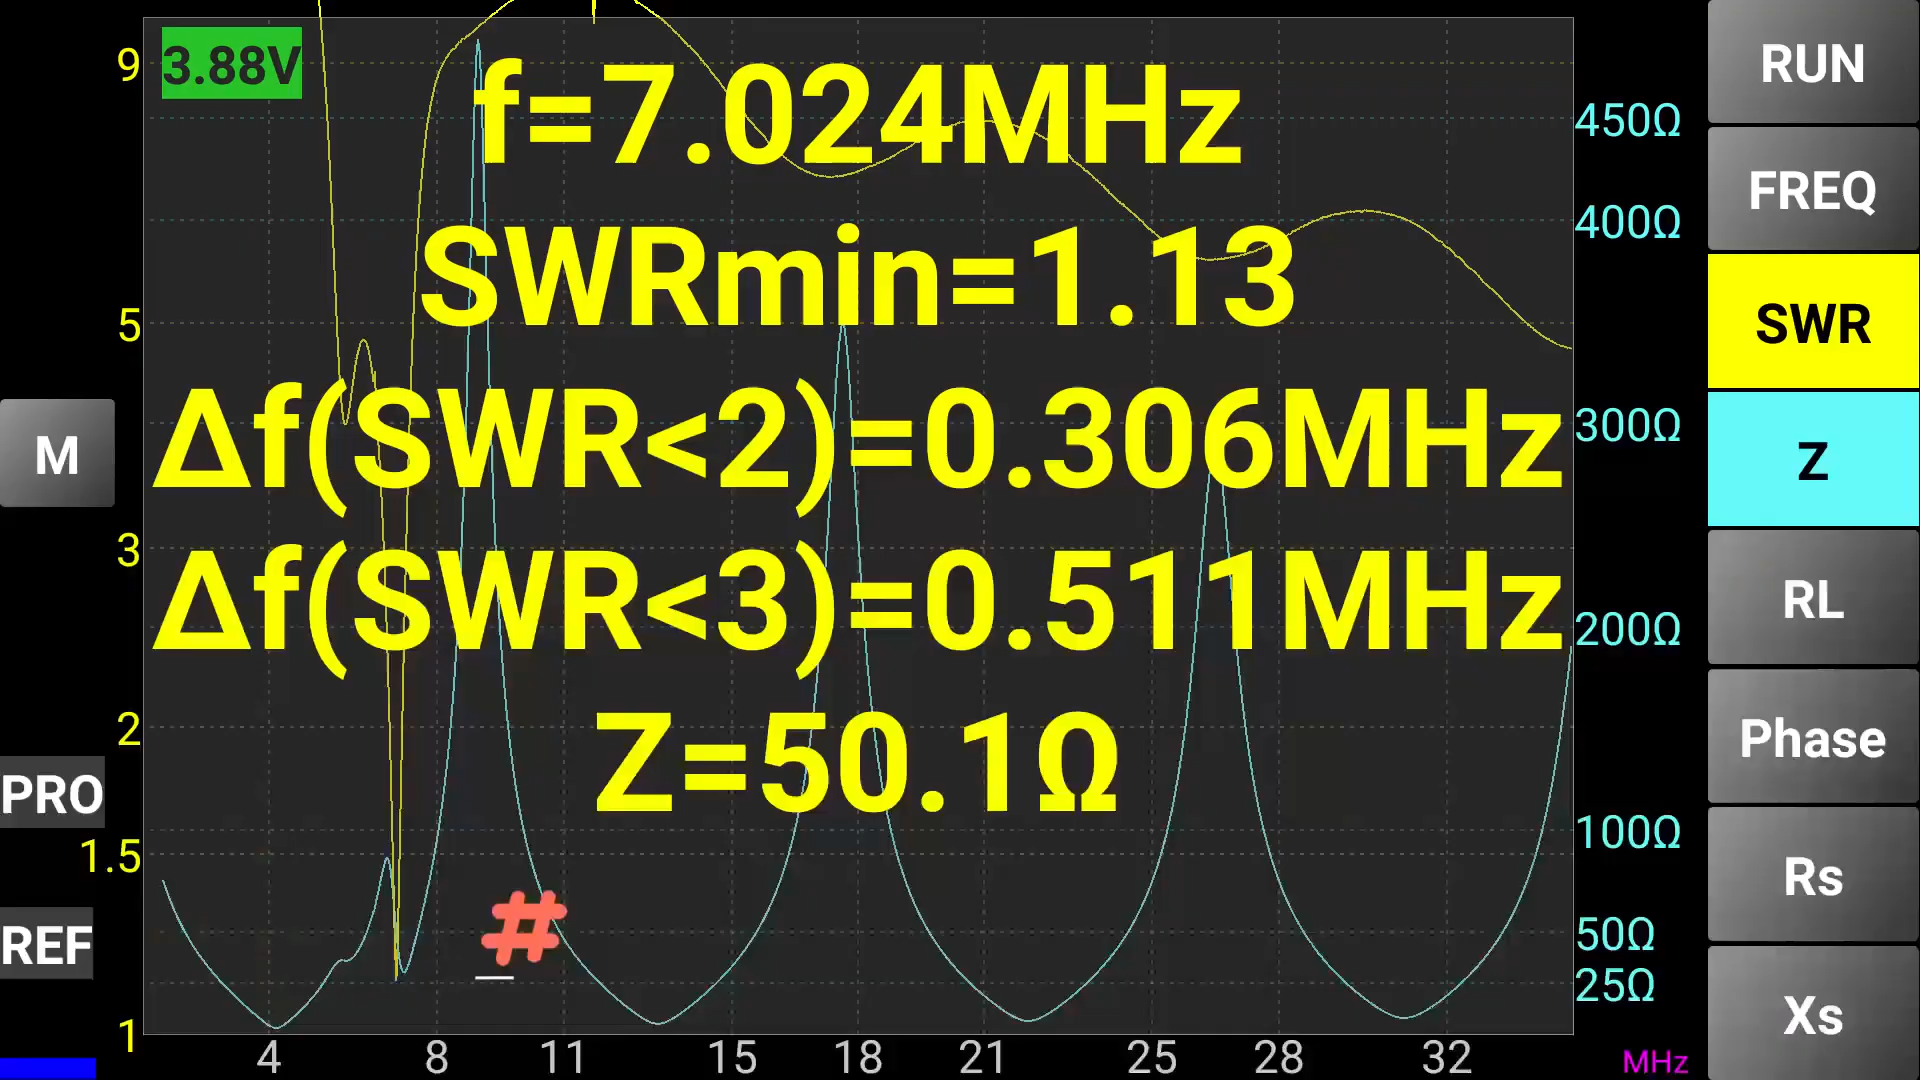 3.88V
f=7.024MHz
SWRmin=1.13
Δf(SWR<2)=0.306MHz
Δf(SWR<3)=0.511MHz
Z=50.1Ω
#
9
5
3
2
1.5
1
450Ω
400Ω
300Ω
200Ω
100Ω
50Ω
25Ω
4 8 11 15 18 21 25 28 32 MHz
M
PRO
REF
RUN
FREQ
SWR
Z
RL
Phase
Rs
Xs